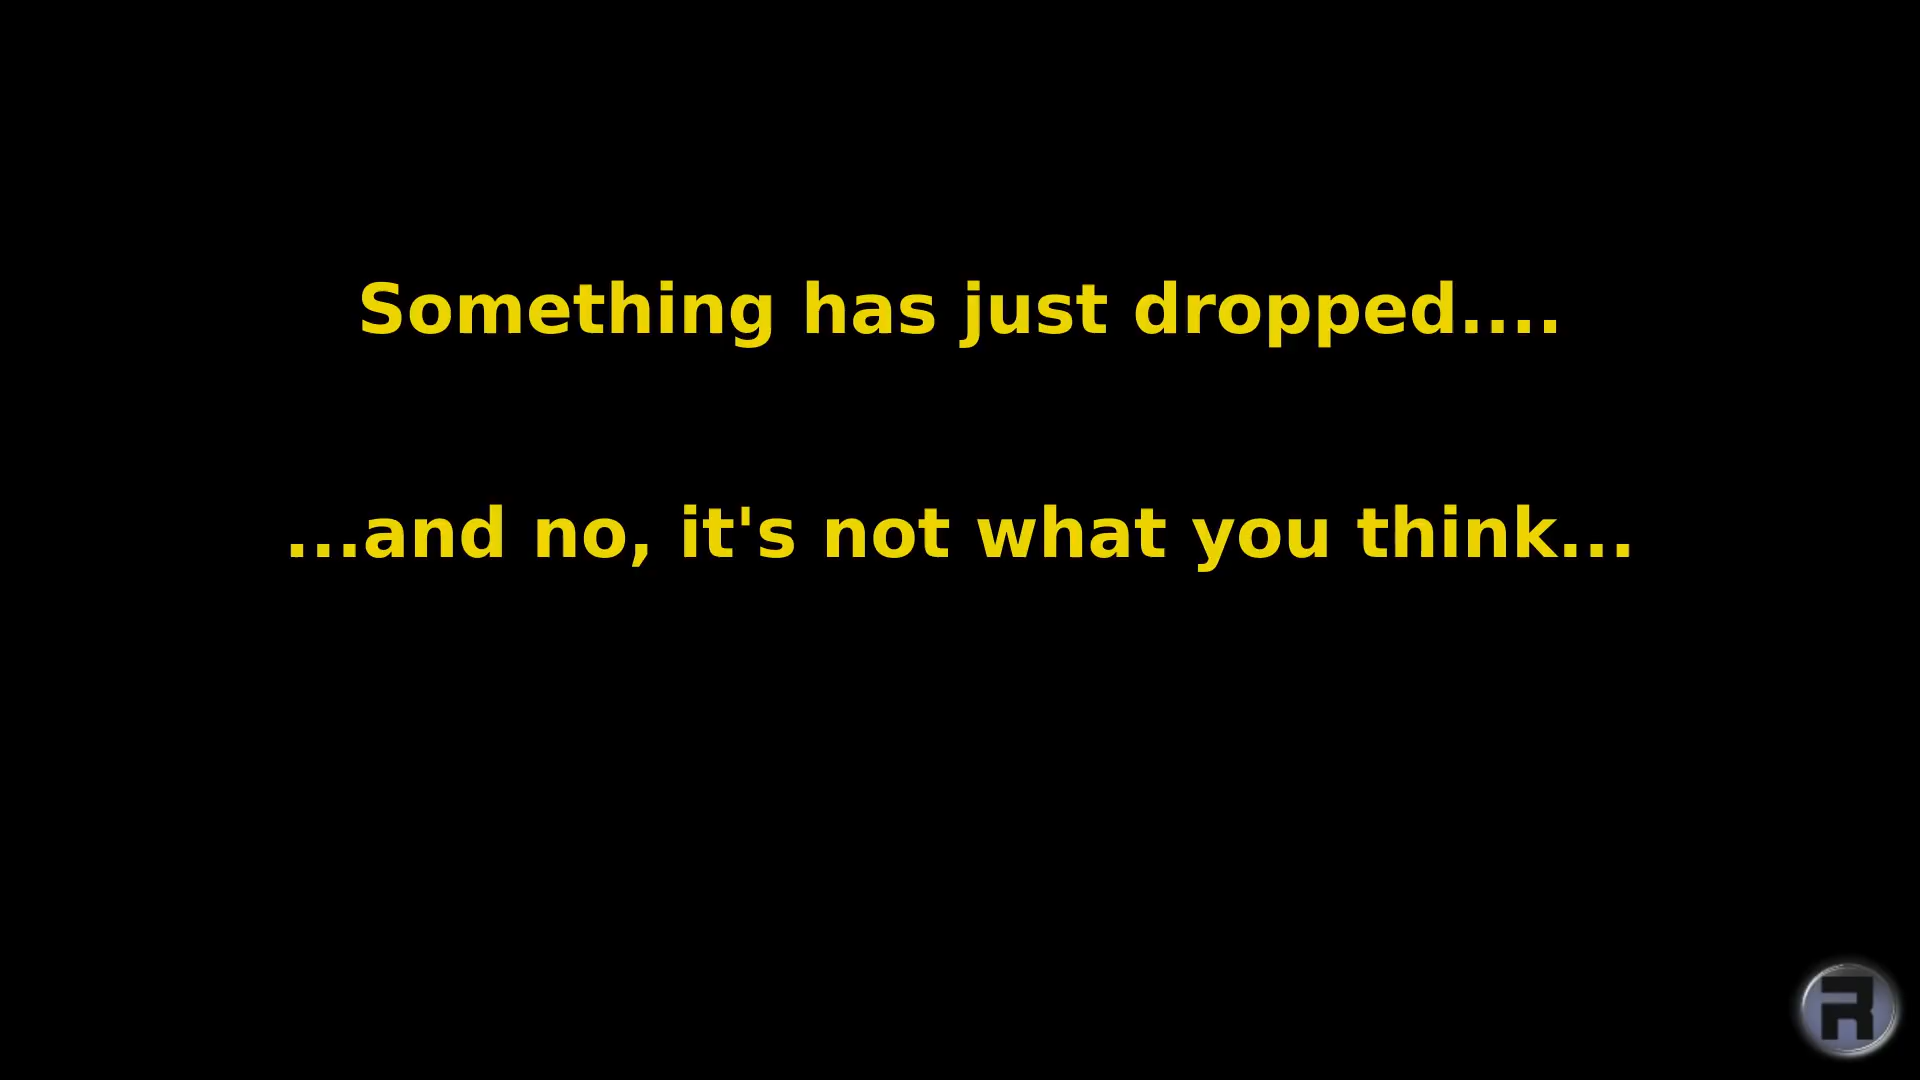 Something has just dropped....
...and no, it's not what you think...
R